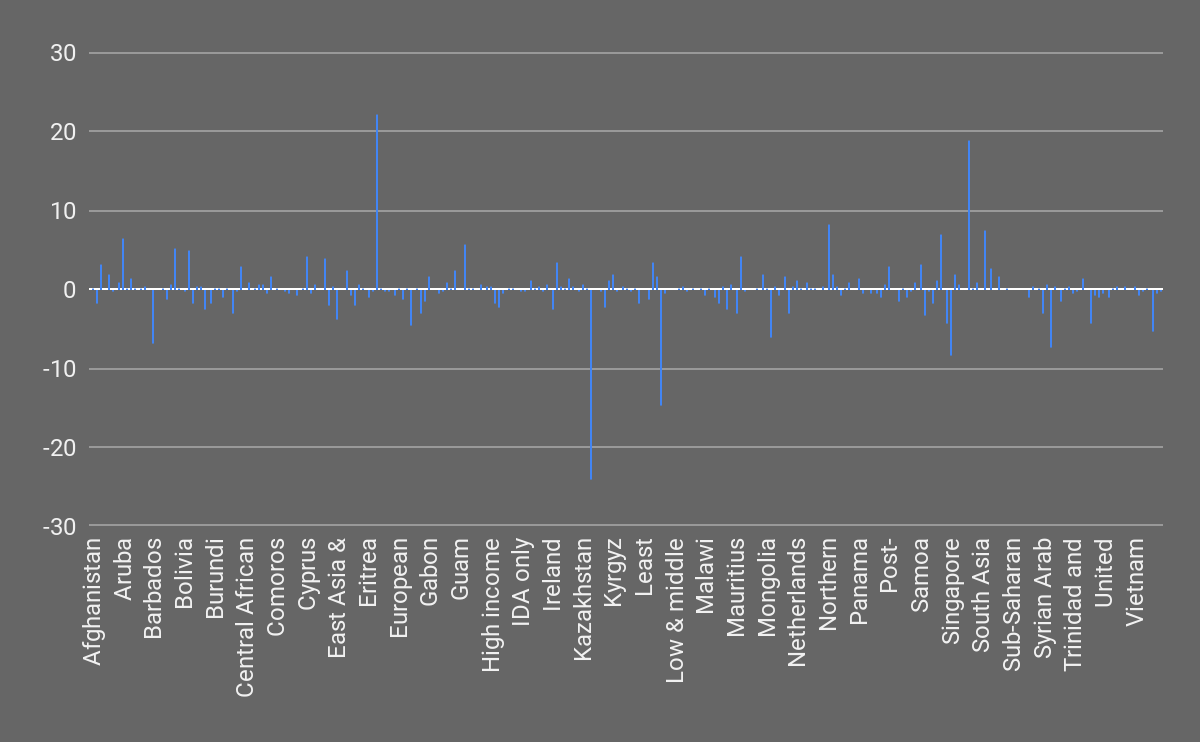 30
20
10
0
-10
-20
-30
Afghanistan
Aruba
Barbados
Bolivia
Burundi
Central African
Comoros
Cyprus
East Asia &
Eritrea
European
Gabon
Guam
High income
IDA only
Ireland
Kazakhstan
Kyrgyz
Least
Low & middle
Malawi
Mauritius
Mongolia
Netherlands
Northern
Panama
Post-
Samoa
Singapore
South Asia
Sub-Saharan
Syrian Arab
Trinidad and
United
Vietnam